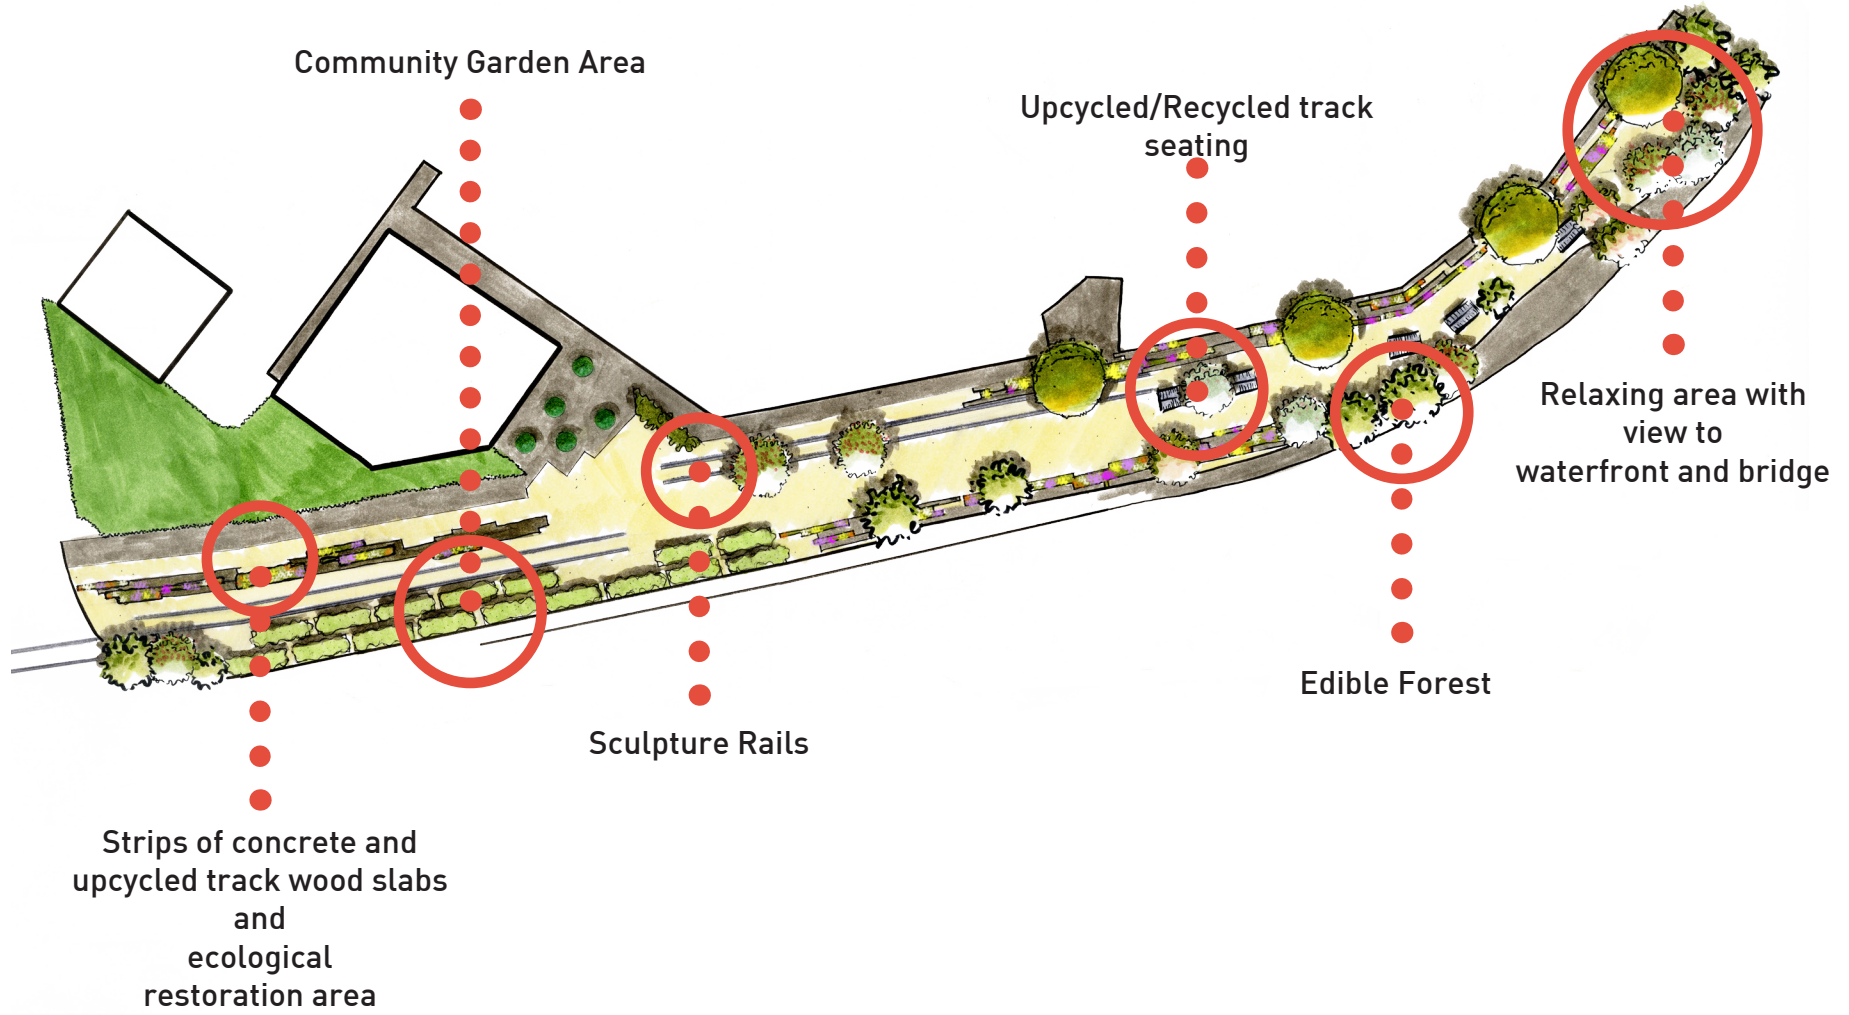 Community Garden Area
Upcycled/Recycled track
seating
Relaxing area with
view to
waterfront and bridge
Edible Forest
Sculpture Rails
Strips of concrete and
upcycled track wood slabs
and
ecological
restoration area